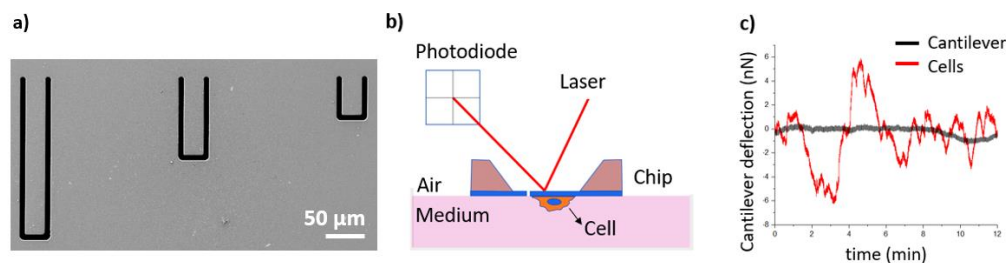 a)
50 µm
b)
Photodiode
Laser
Air
Chip
Medium
Cell
c)
Cantilever
Cells
Cantilever deflection (nN)
6
4
2
0
-2
-4
-6
-8
0
2
4
6
8
10
12
time (min)